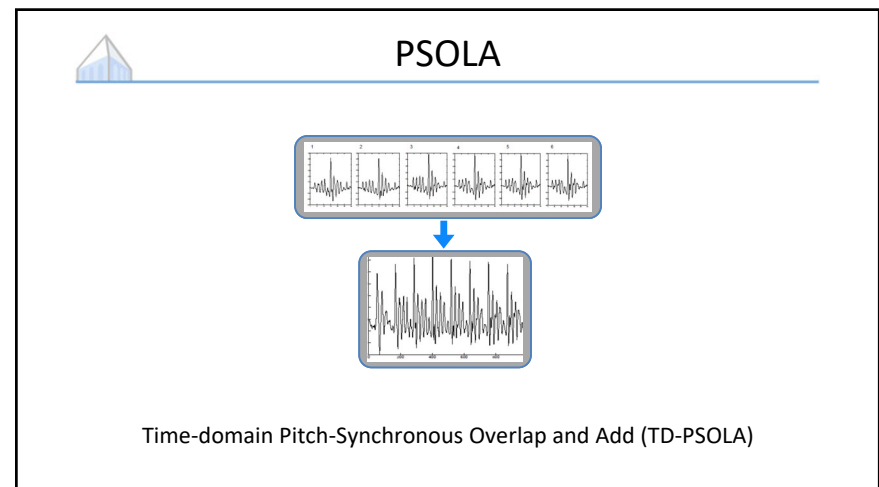 PSOLA
1 2 3 4 5 6
Time-domain Pitch-Synchronous Overlap and Add (TD-PSOLA)